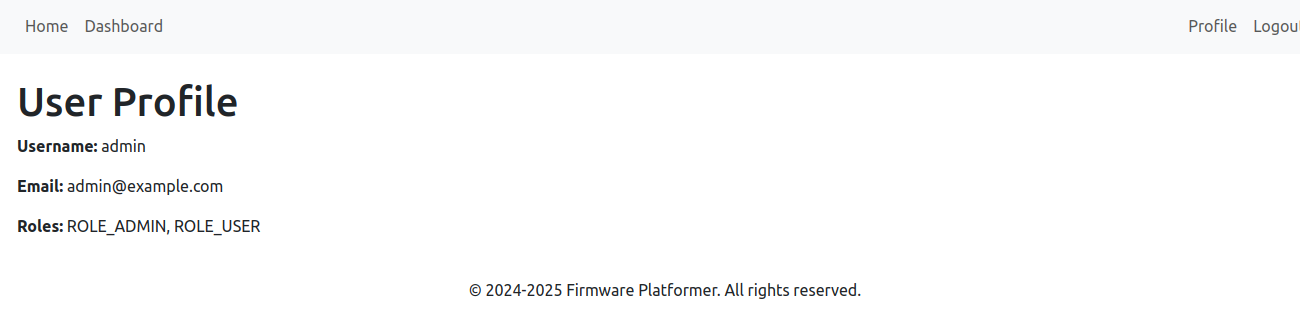 Home Dashboard Profile Logout
User Profile
Username: admin
Email: admin@example.com
Roles: ROLE_ADMIN, ROLE_USER
© 2024-2025 Firmware Platformer. All rights reserved.